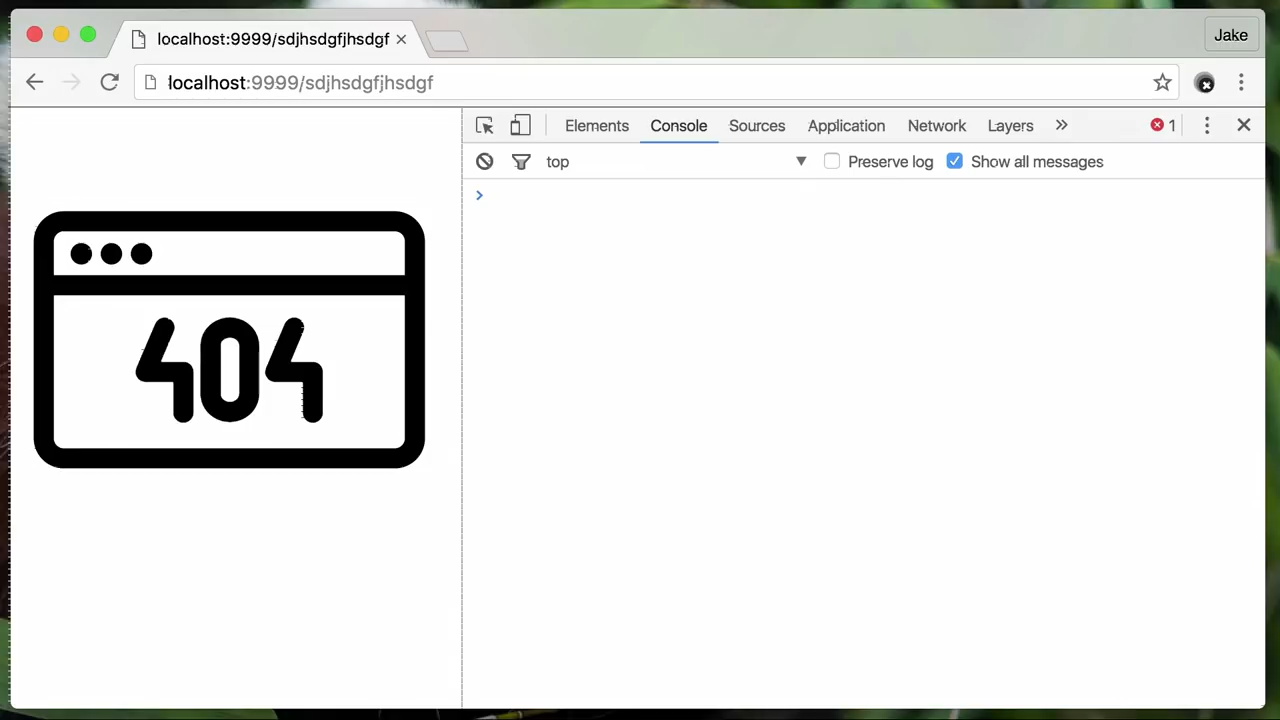 localhost:9999/sdjhsdgfjhsdgf
Jake
localhost:9999/sdjhsdgfjhsdgf
Elements Console Sources Application Network Layers 1
top Preserve log Show all messages
404